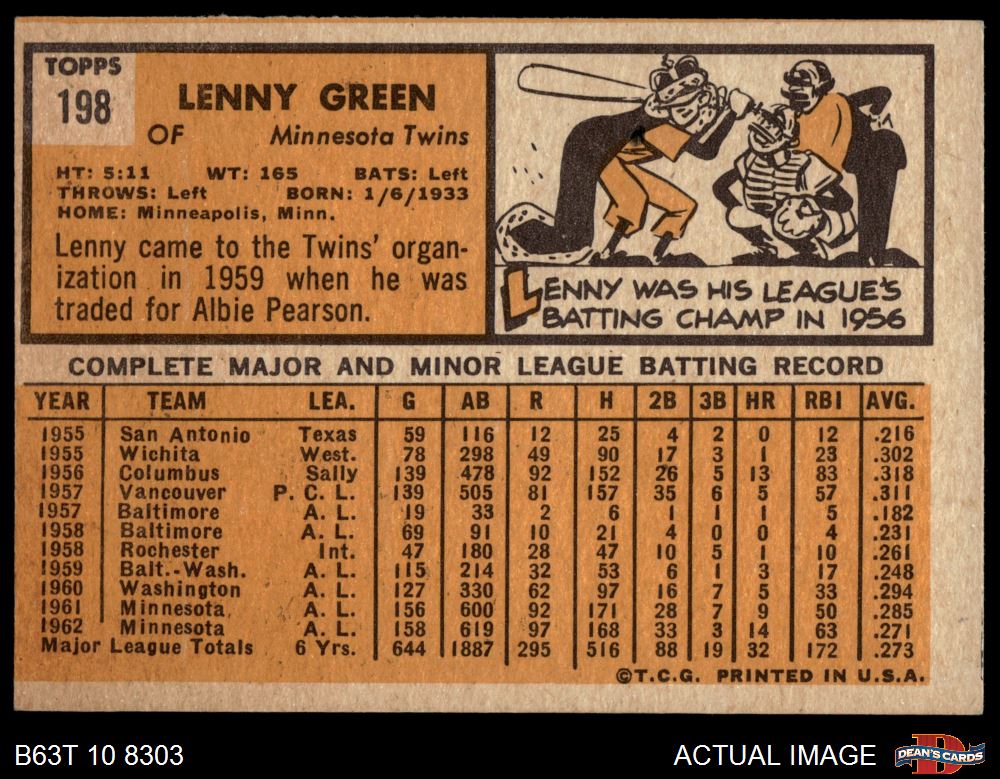 TOPPS
198
LENNY GREEN
OF Minnesota Twins
HT: 5:11 WT: 165 BATS: Left
THROWS: Left BORN: 1/6/1933
HOME: Minneapolis, Minn.
Lenny came to the Twins' organ-
ization in 1959 when he was
traded for Albie Pearson.
LENNY WAS HIS LEAGUE'S
BATTING CHAMP IN 1956
COMPLETE MAJOR AND MINOR LEAGUE BATTING RECORD
YEAR TEAM LEA. G AB R H 2B 3B HR RBI AVG.
1955 San Antonio Texas 59 116 12 25 4 2 0 12 .216
1955 Wichita West. 78 298 49 90 17 3 1 23 .302
1956 Columbus Sally 139 478 92 152 26 5 13 83 .318
1957 Vancouver P. C. L. 139 505 81 157 35 6 5 57 .311
1957 Baltimore A. L. 19 33 2 6 1 1 1 5 .182
1958 Baltimore A. L. 69 91 10 21 4 0 0 4 .231
1958 Rochester Int. 47 180 28 47 10 5 1 10 .261
1959 Balt.-Wash. A. L. 115 214 32 53 6 1 3 17 .248
1960 Washington A. L. 127 330 62 97 16 7 5 33 .294
1961 Minnesota A. L. 156 600 92 171 28 7 9 50 .285
1962 Minnesota A. L. 158 619 97 168 33 3 14 63 .271
Major League Totals 6 Yrs. 644 1887 295 516 88 19 32 172 .273
©T.C.G. PRINTED IN U.S.A.
B63T 10 8303 ACTUAL IMAGE D DEAN'S CARDS